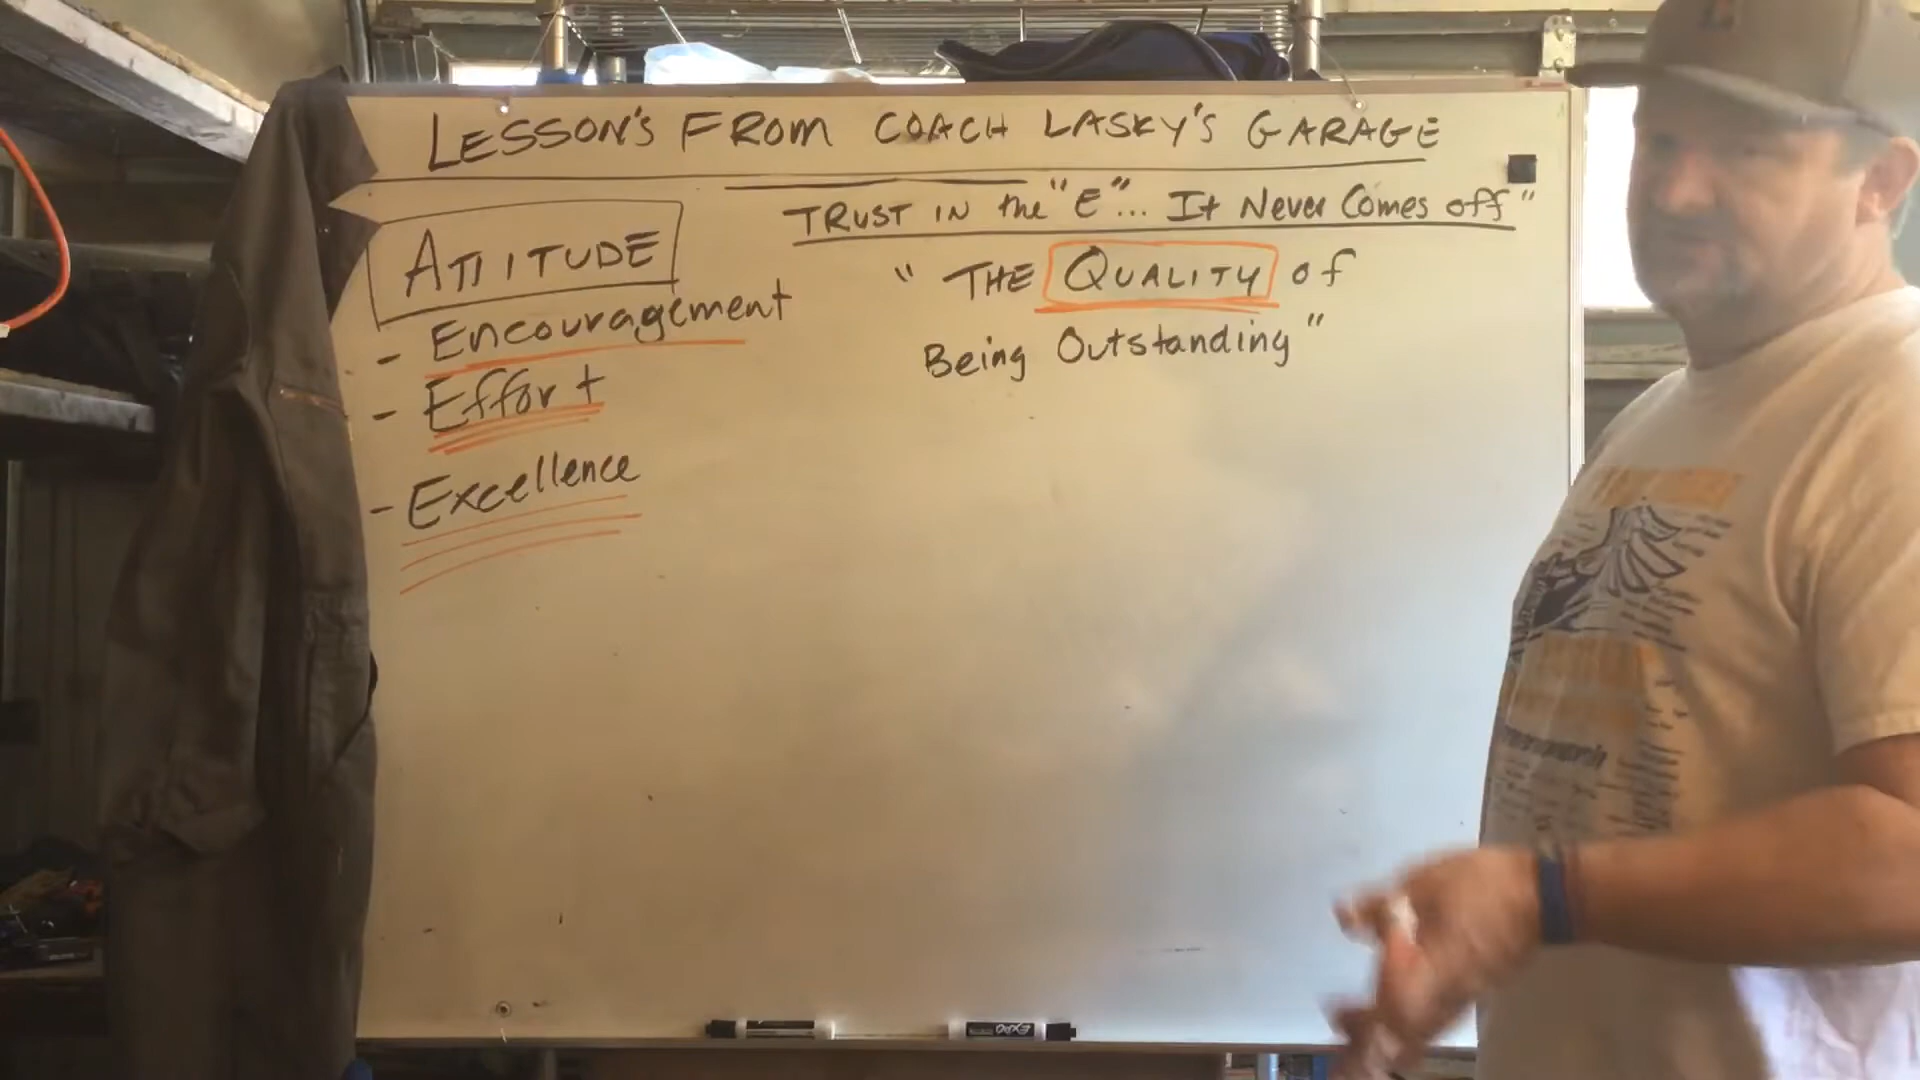 LESSON'S FROM COACH LASKY'S GARAGE
TRUST IN the "E"... It Never Comes off"
ATTITUDE
- Encouragement
- Effort
- Excellence
" THE QUALITY of
Being Outstanding"
EXPO